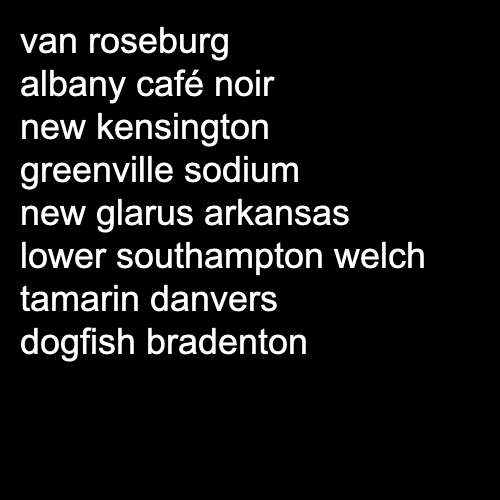 van roseburg
albany café noir
new kensington
greenville sodium
new glarus arkansas
lower southampton welch
tamarin danvers
dogfish bradenton